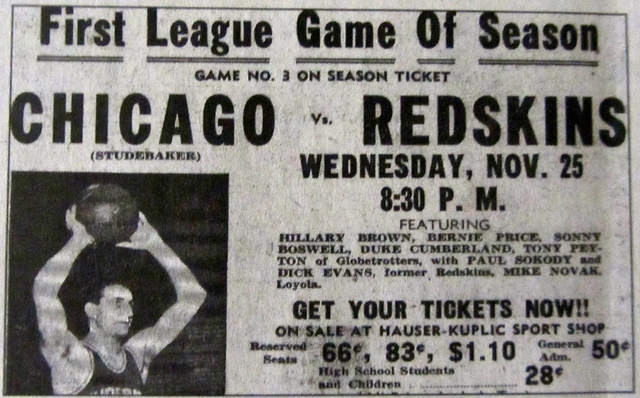 First League Game Of Season
GAME NO. 3 ON SEASON TICKET
CHICAGO Vs. REDSKINS
(STUDEBAKER)
WEDNESDAY, NOV. 25
8:30 P. M.
FEATURING
HILLARY BROWN, BERNIE PRICE, SONNY
BOSWELL, DUKE CUMBERLAND, TONY PEY-
TON of Globetrotters, with PAUL SOKODY and
DICK EVANS, former Redskins, MIKE NOVAK,
Loyola.
GET YOUR TICKETS NOW!!
ON SALE AT HAUSER-KUPLIC SPORT SHOP
Reserved Seats 66¢, 83¢, $1.10 General Adm. 50¢
High School Students
and Children ........................ 28¢